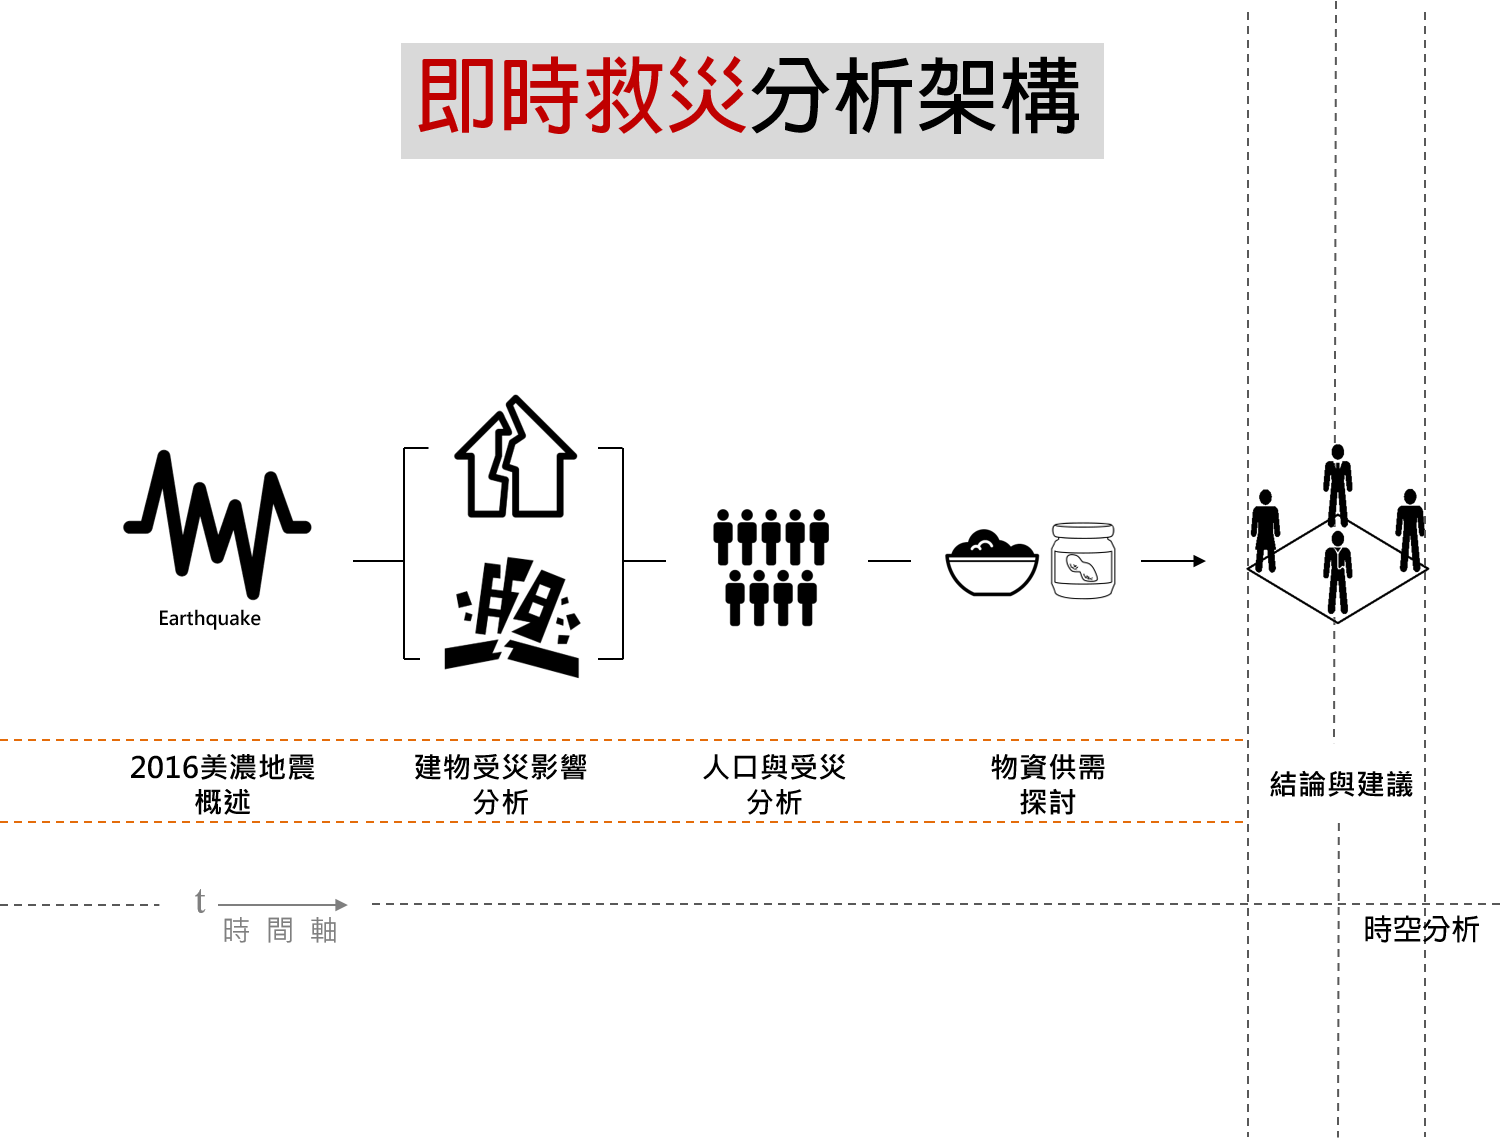 即時救災分析架構
Earthquake
2016美濃地震
概述
建物受災影響
分析
人口與受災
分析
物資供需
探討
結論與建議
t
時間軸
時空分析